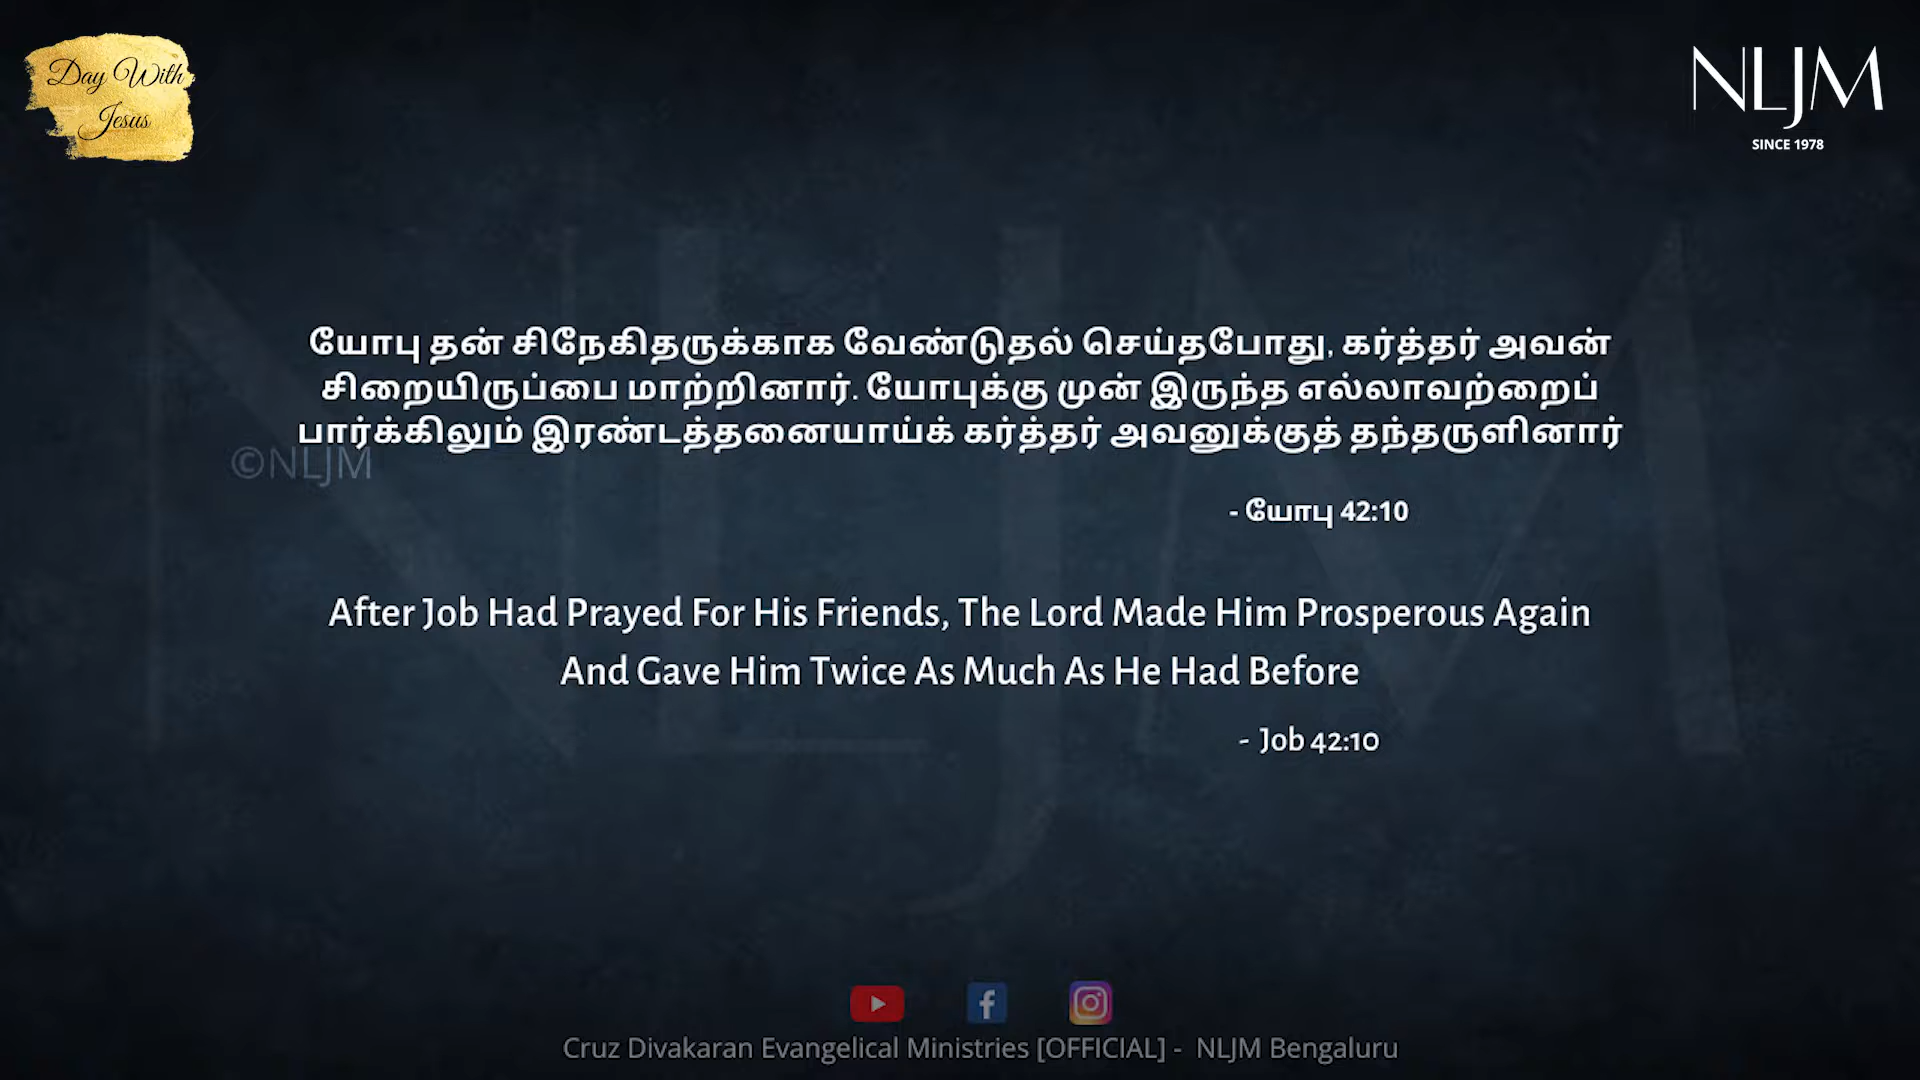 Day With
Jesus
NLJM
SINCE 1978
யோபு தன் சிநேகிதருக்காக வேண்டுதல் செய்தபோது, கர்த்தர் அவன்
சிறையிருப்பை மாற்றினார். யோபுக்கு முன் இருந்த எல்லாவற்றைப்
பார்க்கிலும் இரண்டத்தனையாய்க் கர்த்தர் அவனுக்குத் தந்தருளினார்
©NLJM
- யோபு 42:10
After Job Had Prayed For His Friends, The Lord Made Him Prosperous Again
And Gave Him Twice As Much As He Had Before
- Job 42:10
Cruz Divakaran Evangelical Ministries [OFFICIAL] - NLJM Bengaluru